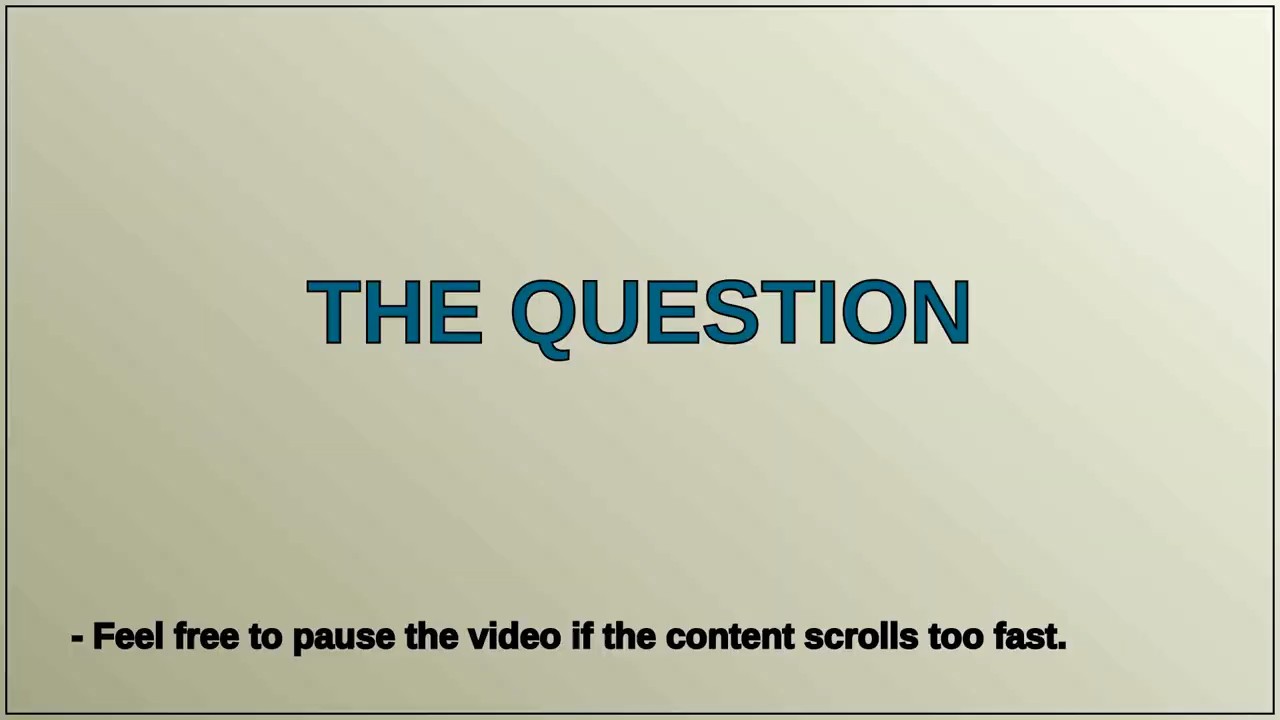 THE QUESTION
- Feel free to pause the video if the content scrolls too fast.